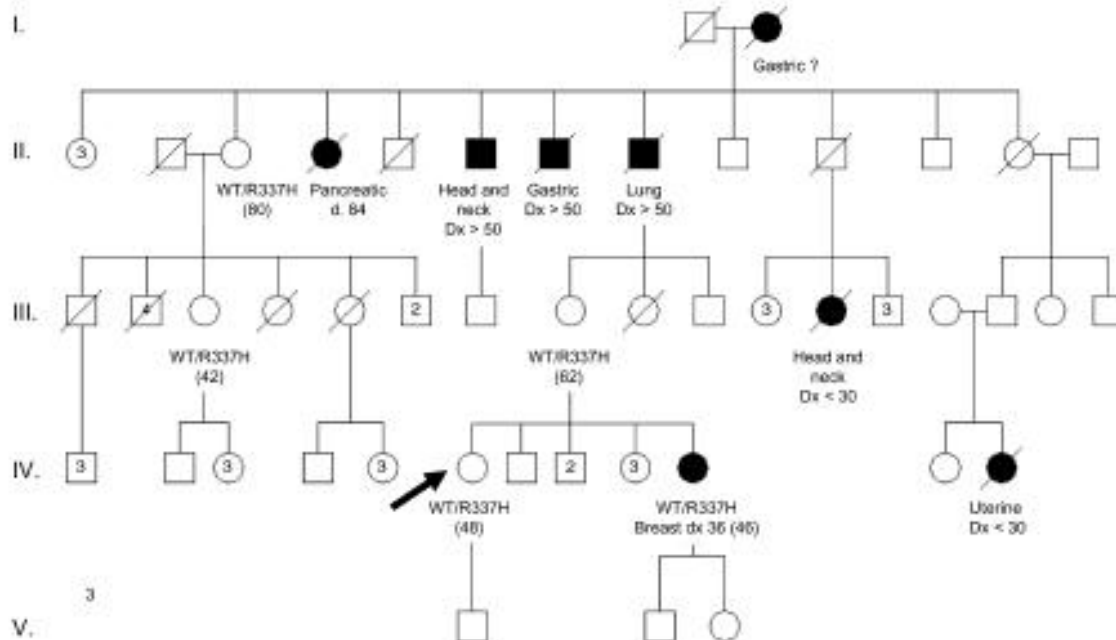 I.
Gastric ?
II.
3
WT/R337H
(80)
Pancreatic
d. 84
Head and
neck
Dx > 50
Gastric
Dx > 50
Lung
Dx > 50
III.
4
2
3
3
WT/R337H
(42)
WT/R337H
(62)
Head and
neck
Dx < 30
IV.
3
3
3
2
3
WT/R337H
(48)
WT/R337H
Breast dx 36 (46)
Uterine
Dx < 30
3
V.